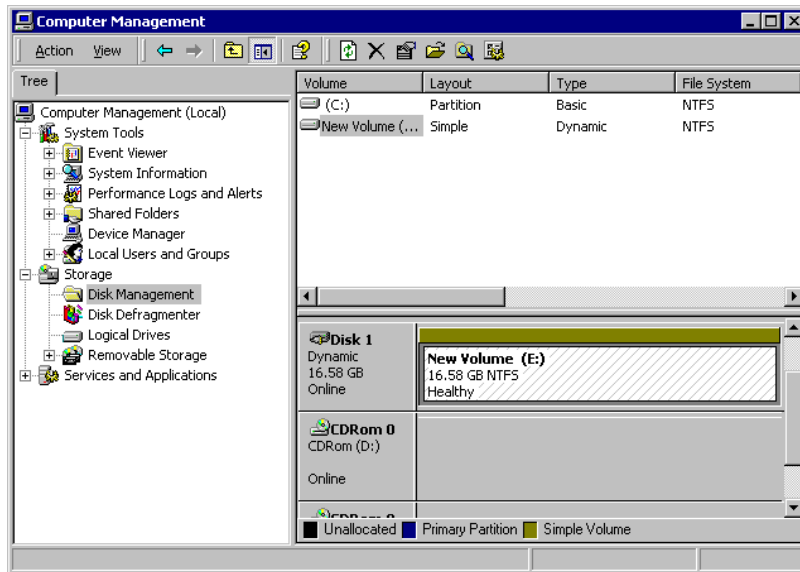 Computer Management
Action View
Tree
Computer Management (Local)
System Tools
Event Viewer
System Information
Performance Logs and Alerts
Shared Folders
Device Manager
Local Users and Groups
Storage
Disk Management
Disk Defragmenter
Logical Drives
Removable Storage
Services and Applications
Volume Layout Type File System
(C:) Partition Basic NTFS
New Volume (... Simple Dynamic NTFS
Disk 1
Dynamic
16.58 GB
Online
New Volume (E:)
16.58 GB NTFS
Healthy
CDRom 0
CDRom (D:)
Online
Unallocated Primary Partition Simple Volume